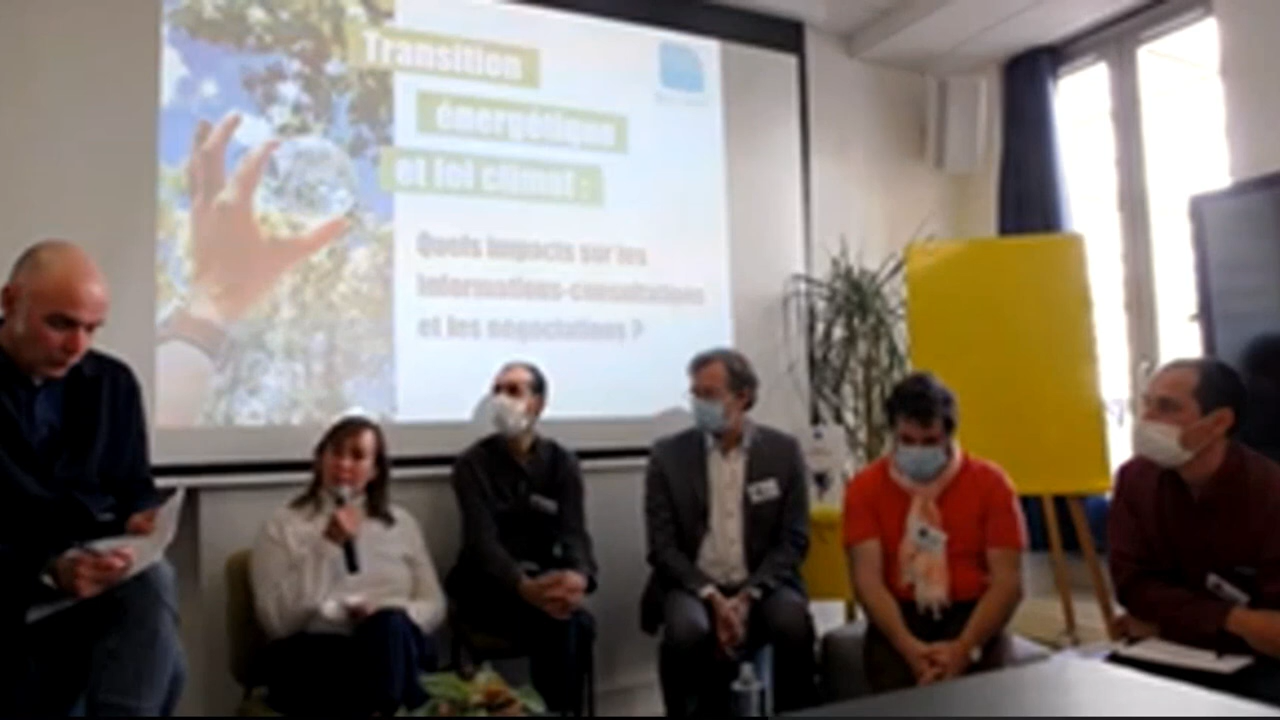 Transition
énergétique
et loi climat :
Quels impacts sur les
informations-consultations
et les négociations ?